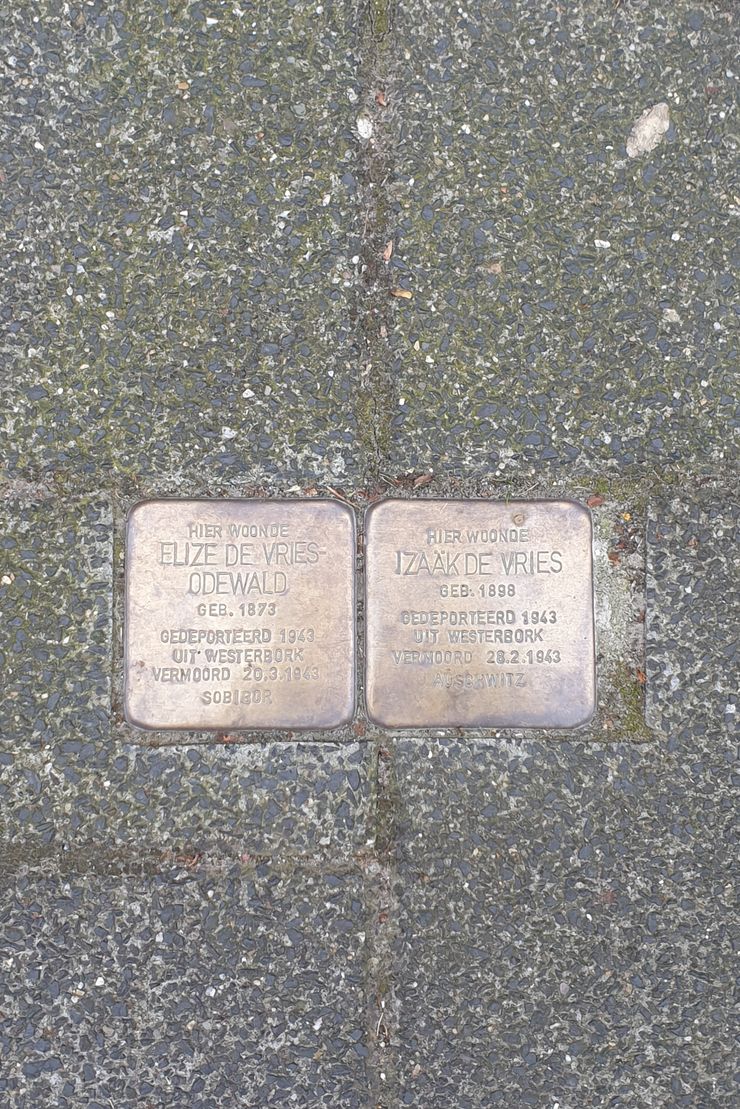 HIER WOONDE
ELIZE DE VRIES-
ODEWALD
GEB. 1873
GEDEPORTEERD 1943
UIT WESTERBORK
VERMOORD 20.3.1943
SOBIBOR
HIER WOONDE
IZAÄK DE VRIES
GEB. 1898
GEDEPORTEERD 1943
UIT WESTERBORK
VERMOORD 28.2.1943
AUSCHWITZ